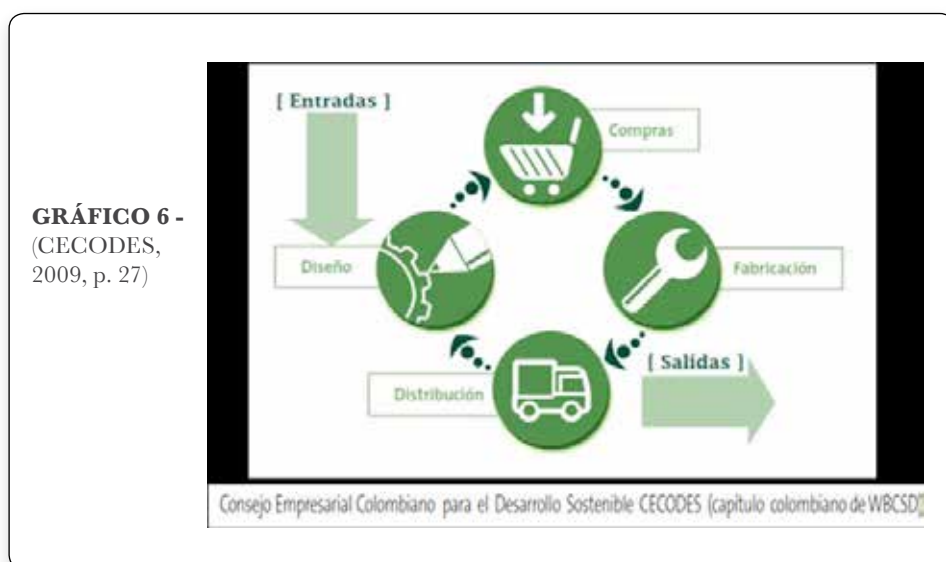 GRÁFICO 6 -
(CECODES,
2009, p. 27)
[ Entradas ]
Compras
Diseño
Fabricación
[ Salidas ]
Distribución
Consejo Empresarial Colombiano para el Desarrollo Sostenible CECODES (capítulo colombiano de WBCSD)